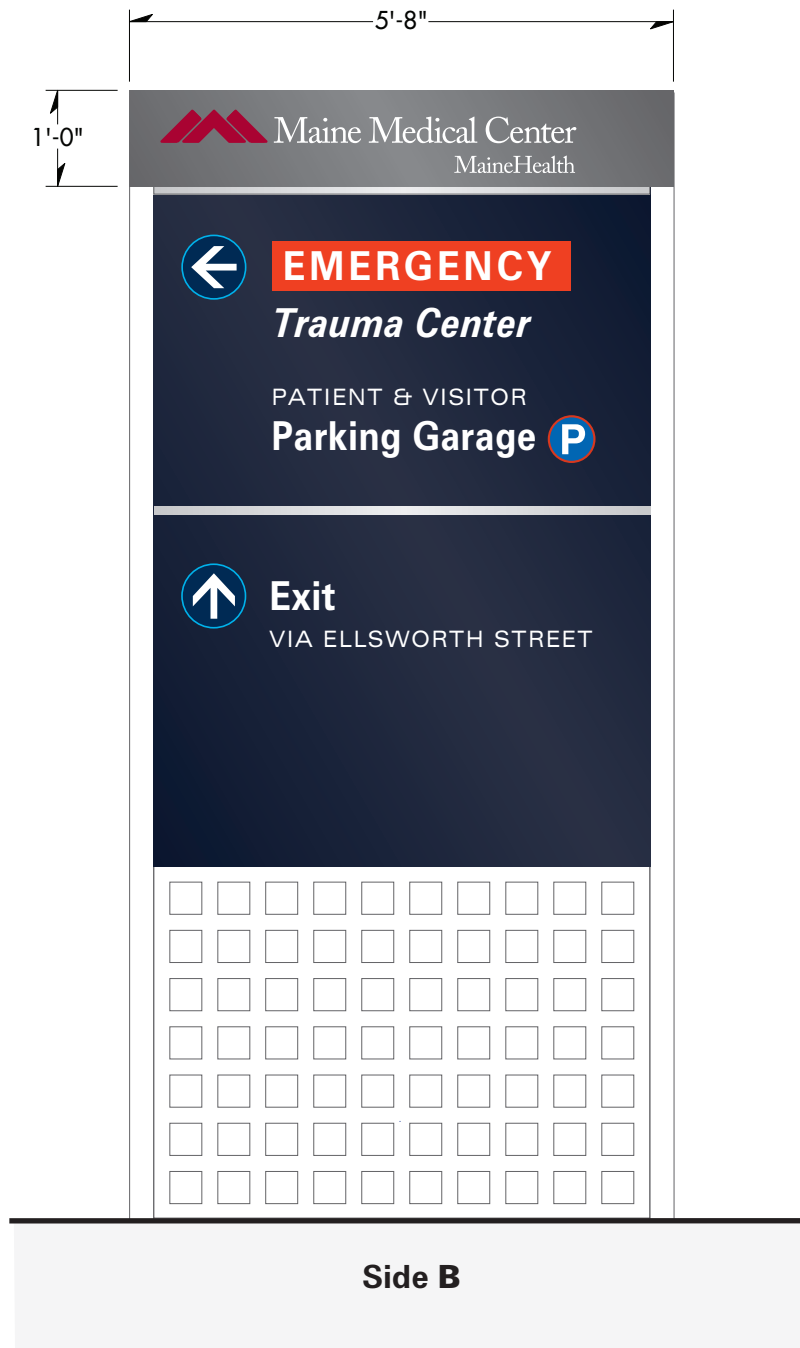 5'-8"
1'-0"
Maine Medical Center
MaineHealth
EMERGENCY
Trauma Center
PATIENT & VISITOR
Parking Garage P
Exit
VIA ELLSWORTH STREET
Side B